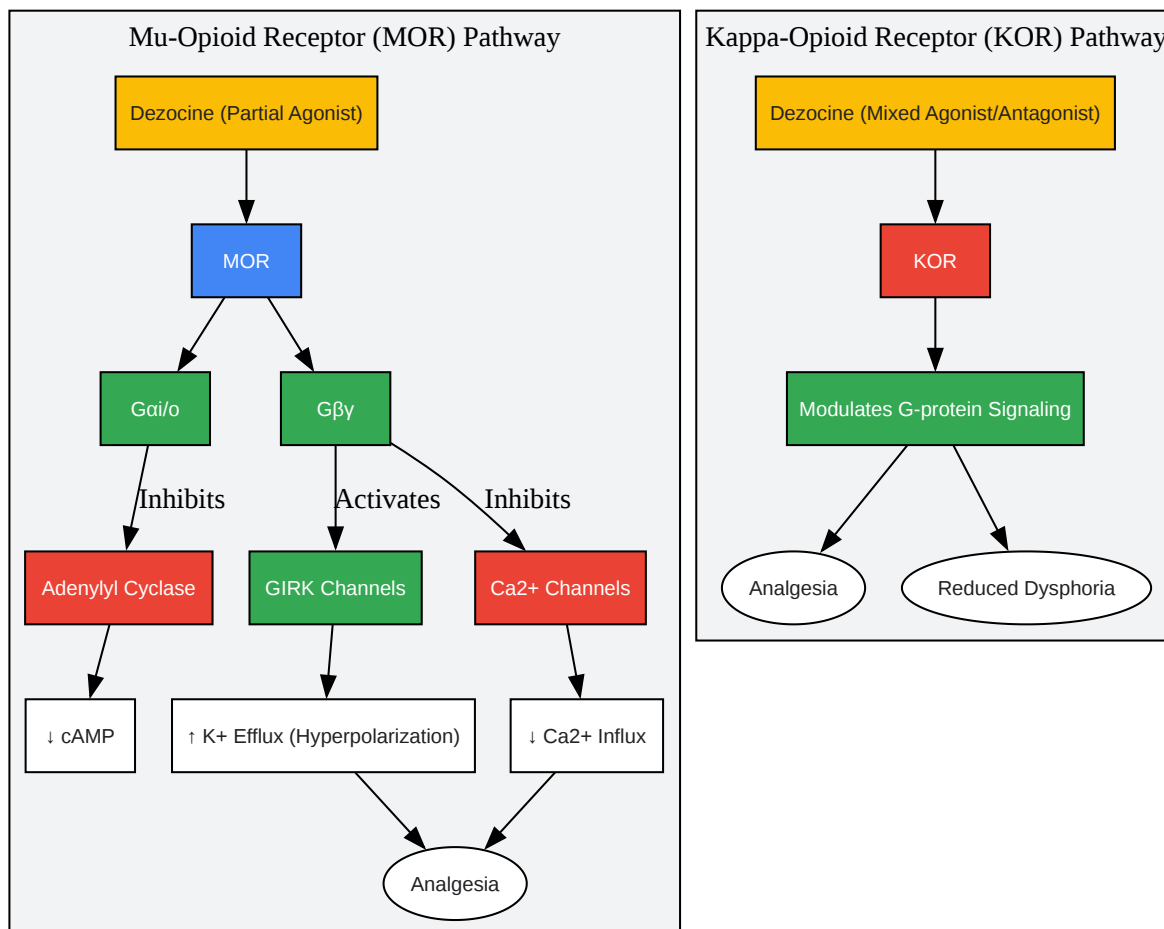 Mu-Opioid Receptor (MOR) Pathway
Dezocine (Partial Agonist)
MOR
Gαi/o
Gβγ
Inhibits
Activates
Inhibits
Adenylyl Cyclase
GIRK Channels
Ca2+ Channels
↓ cAMP
↑ K+ Efflux (Hyperpolarization)
↓ Ca2+ Influx
Analgesia
Kappa-Opioid Receptor (KOR) Pathway
Dezocine (Mixed Agonist/Antagonist)
KOR
Modulates G-protein Signaling
Analgesia
Reduced Dysphoria